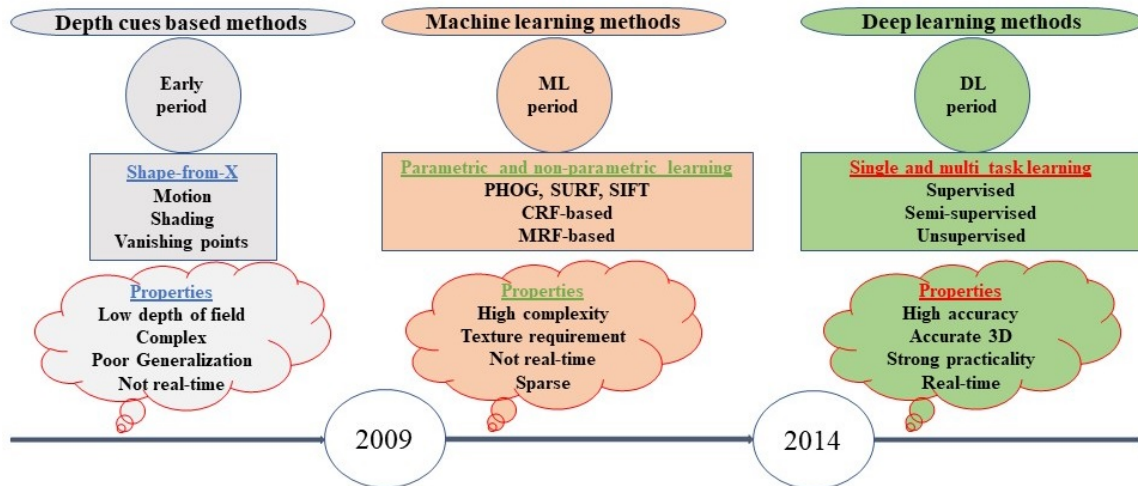 Depth cues based methods
Early
period
Shape-from-X
Motion
Shading
Vanishing points
Properties
Low depth of field
Complex
Poor Generalization
Not real-time
Machine learning methods
ML
period
Parametric and non-parametric learning
PHOG, SURF, SIFT
CRF-based
MRF-based
Properties
High complexity
Texture requirement
Not real-time
Sparse
Deep learning methods
DL
period
Single and multi task learning
Supervised
Semi-supervised
Unsupervised
Properties
High accuracy
Accurate 3D
Strong practicality
Real-time
2009
2014